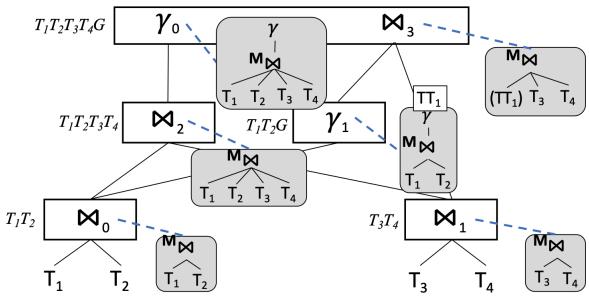 T₁T₂T₃T₄G γ₀ ⋈₃
γ
M⋈
T₁ T₂ T₃ T₄
M⋈
(TT₁) T₃ T₄
T₁T₂T₃T₄ ⋈₂
T₁T₂G γ₁
TT₁
γ
M⋈
T₁ T₂
M⋈
T₁ T₂ T₃ T₄
T₁T₂ ⋈₀
T₃T₄ ⋈₁
M⋈
T₁ T₂
M⋈
T₃ T₄
T₁ T₂
T₃ T₄